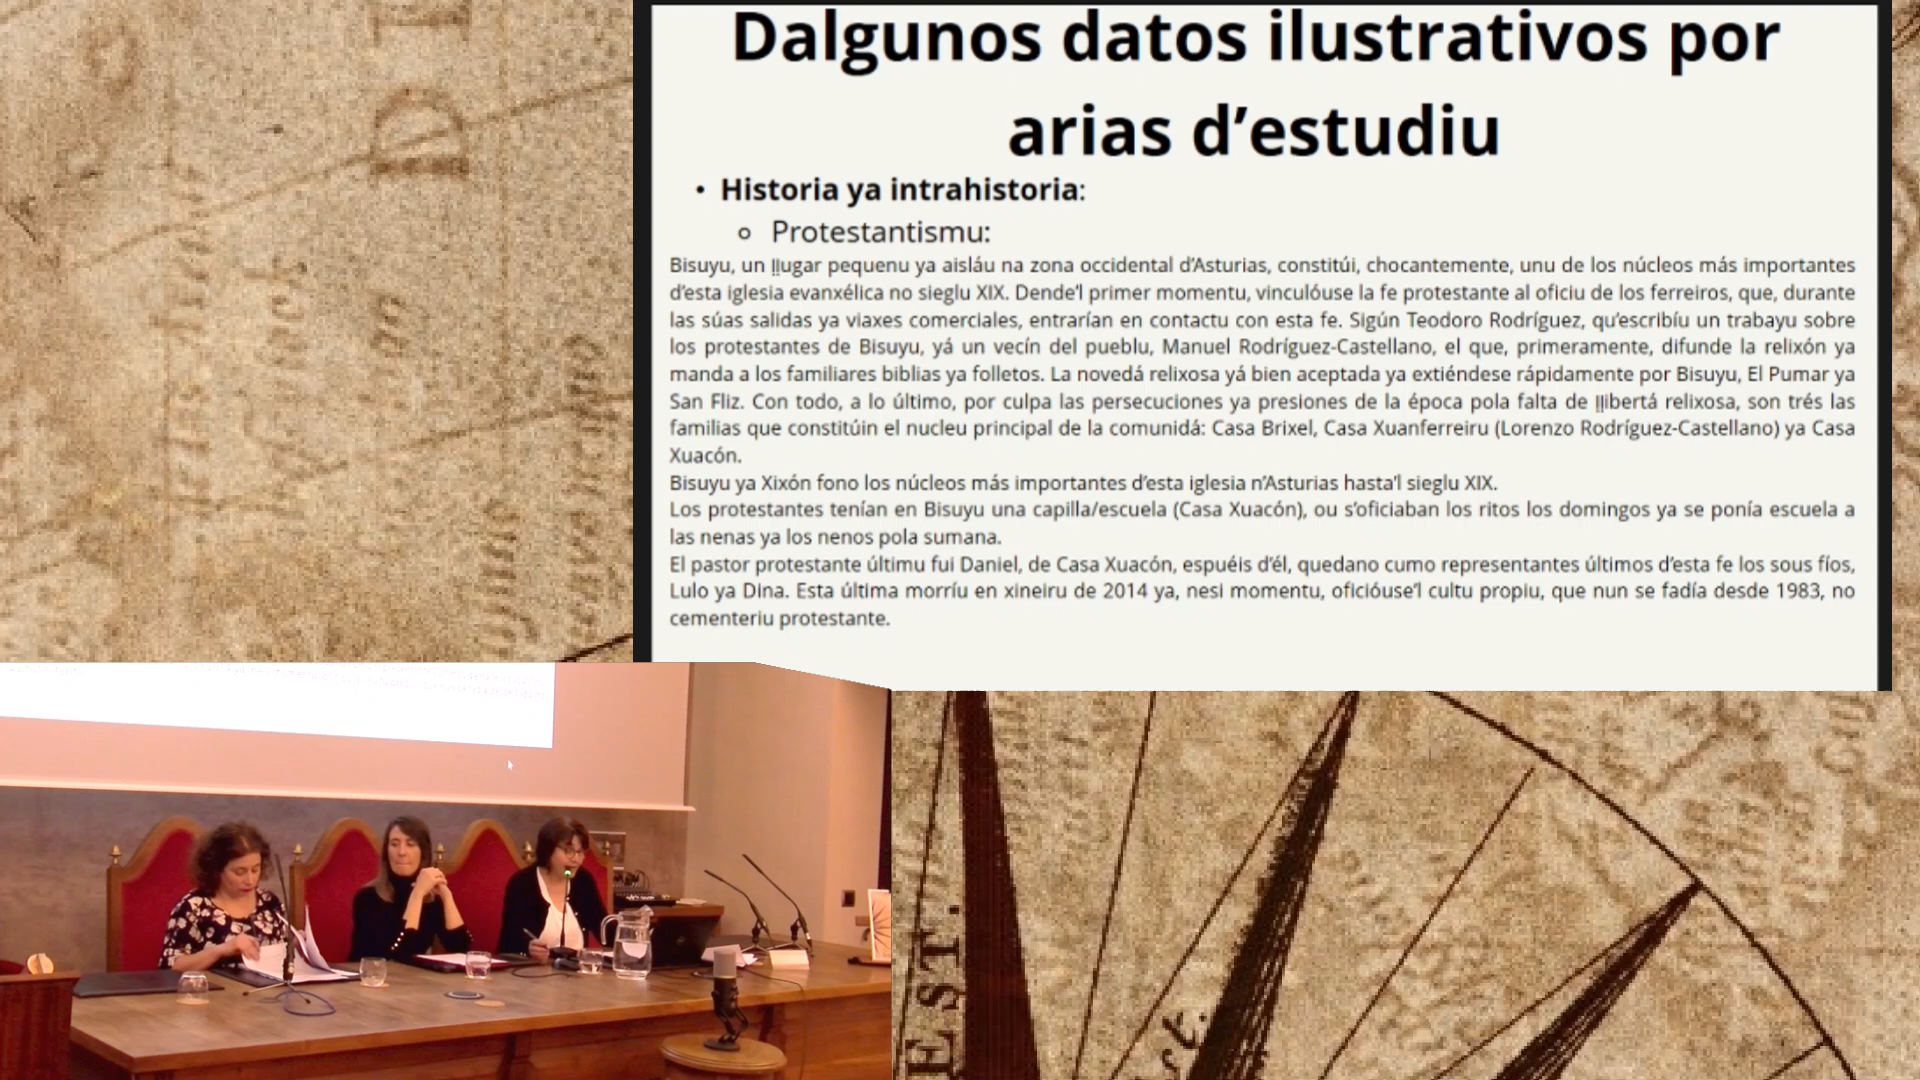 Dalgunos datos ilustrativos por
arias d'estudiu
• Historia ya intrahistoria:
○ Protestantismu:
Bisuyu, un ḷḷugar pequenu ya aisláu na zona occidental d'Asturias, constitúi, chocantemente, unu de los núcleos más importantes
d'esta iglesia evanxélica no sieglu XIX. Dende'l primer momentu, vinculóuse la fe protestante al oficiu de los ferreiros, que, durante
las súas salidas ya viaxes comerciales, entrarían en contactu con esta fe. Sigún Teodoro Rodríguez, qu'escribíu un trabayu sobre
los protestantes de Bisuyu, yá un vecín del pueblu, Manuel Rodríguez-Castellano, el que, primeramente, difunde la relixón ya
manda a los familiares biblias ya folletos. La novedá relixosa yá bien aceptada ya extiéndese rápidamente por Bisuyu, El Pumar ya
San Fliz. Con todo, a lo último, por culpa las persecuciones ya presiones de la época pola falta de ḷḷibertá relixosa, son trés las
familias que constitúin el nucleu principal de la comunidá: Casa Brixel, Casa Xuanferreiru (Lorenzo Rodríguez-Castellano) ya Casa
Xuacón.
Bisuyu ya Xixón fono los núcleos más importantes d'esta iglesia n'Asturias hasta'l sieglu XIX.
Los protestantes tenían en Bisuyu una capilla/escuela (Casa Xuacón), ou s'oficiaban los ritos los domingos ya se ponía escuela a
las nenas ya los nenos pola sumana.
El pastor protestante últimu fui Daniel, de Casa Xuacón, espuéis d'él, quedano cumo representantes últimos d'esta fe los sous fíos,
Lulo ya Dina. Esta última morríu en xineiru de 2014 ya, nesi momentu, oficióuse'l cultu propiu, que nun se fadía desde 1983, no
cementeriu protestante.
EST.